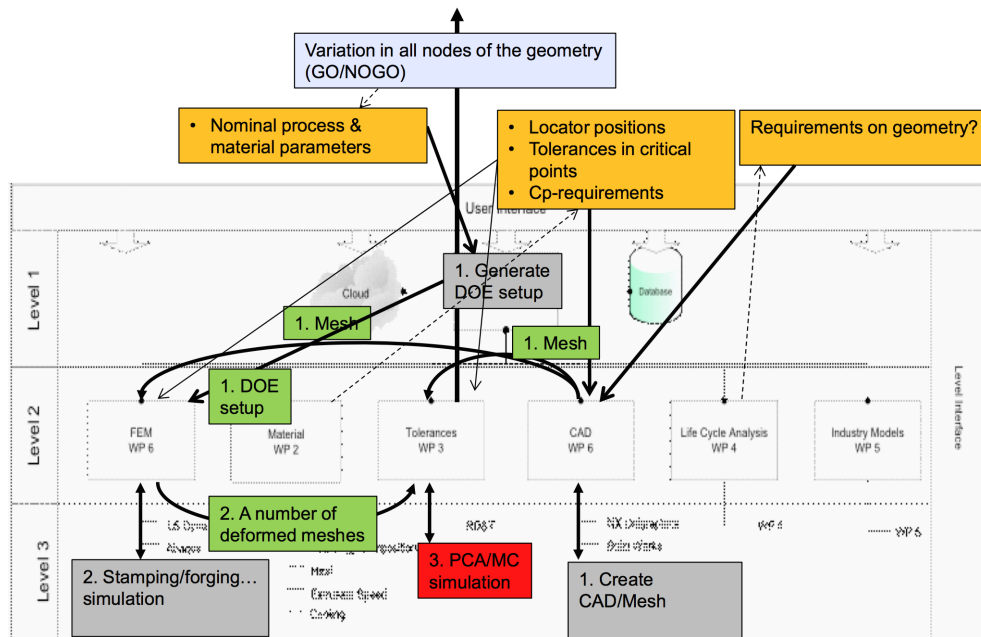 Variation in all nodes of the geometry
(GO/NOGO)
• Nominal process &
material parameters
• Locator positions
• Tolerances in critical
points
• Cp-requirements
Requirements on geometry?
User Interface
Level 1
Cloud
1. Generate
DOE setup
Database
1. Mesh
1. Mesh
1. DOE
setup
Level 2
FEM
WP 6
Material
WP 2
Tolerances
WP 3
CAD
WP 6
Life Cycle Analysis
WP 4
Industry Models
WP 5
Level Interface
Level 3
2. A number of
deformed meshes
RD&T
WP 5
2. Stamping/forging…
simulation
3. PCA/MC
simulation
1. Create
CAD/Mesh